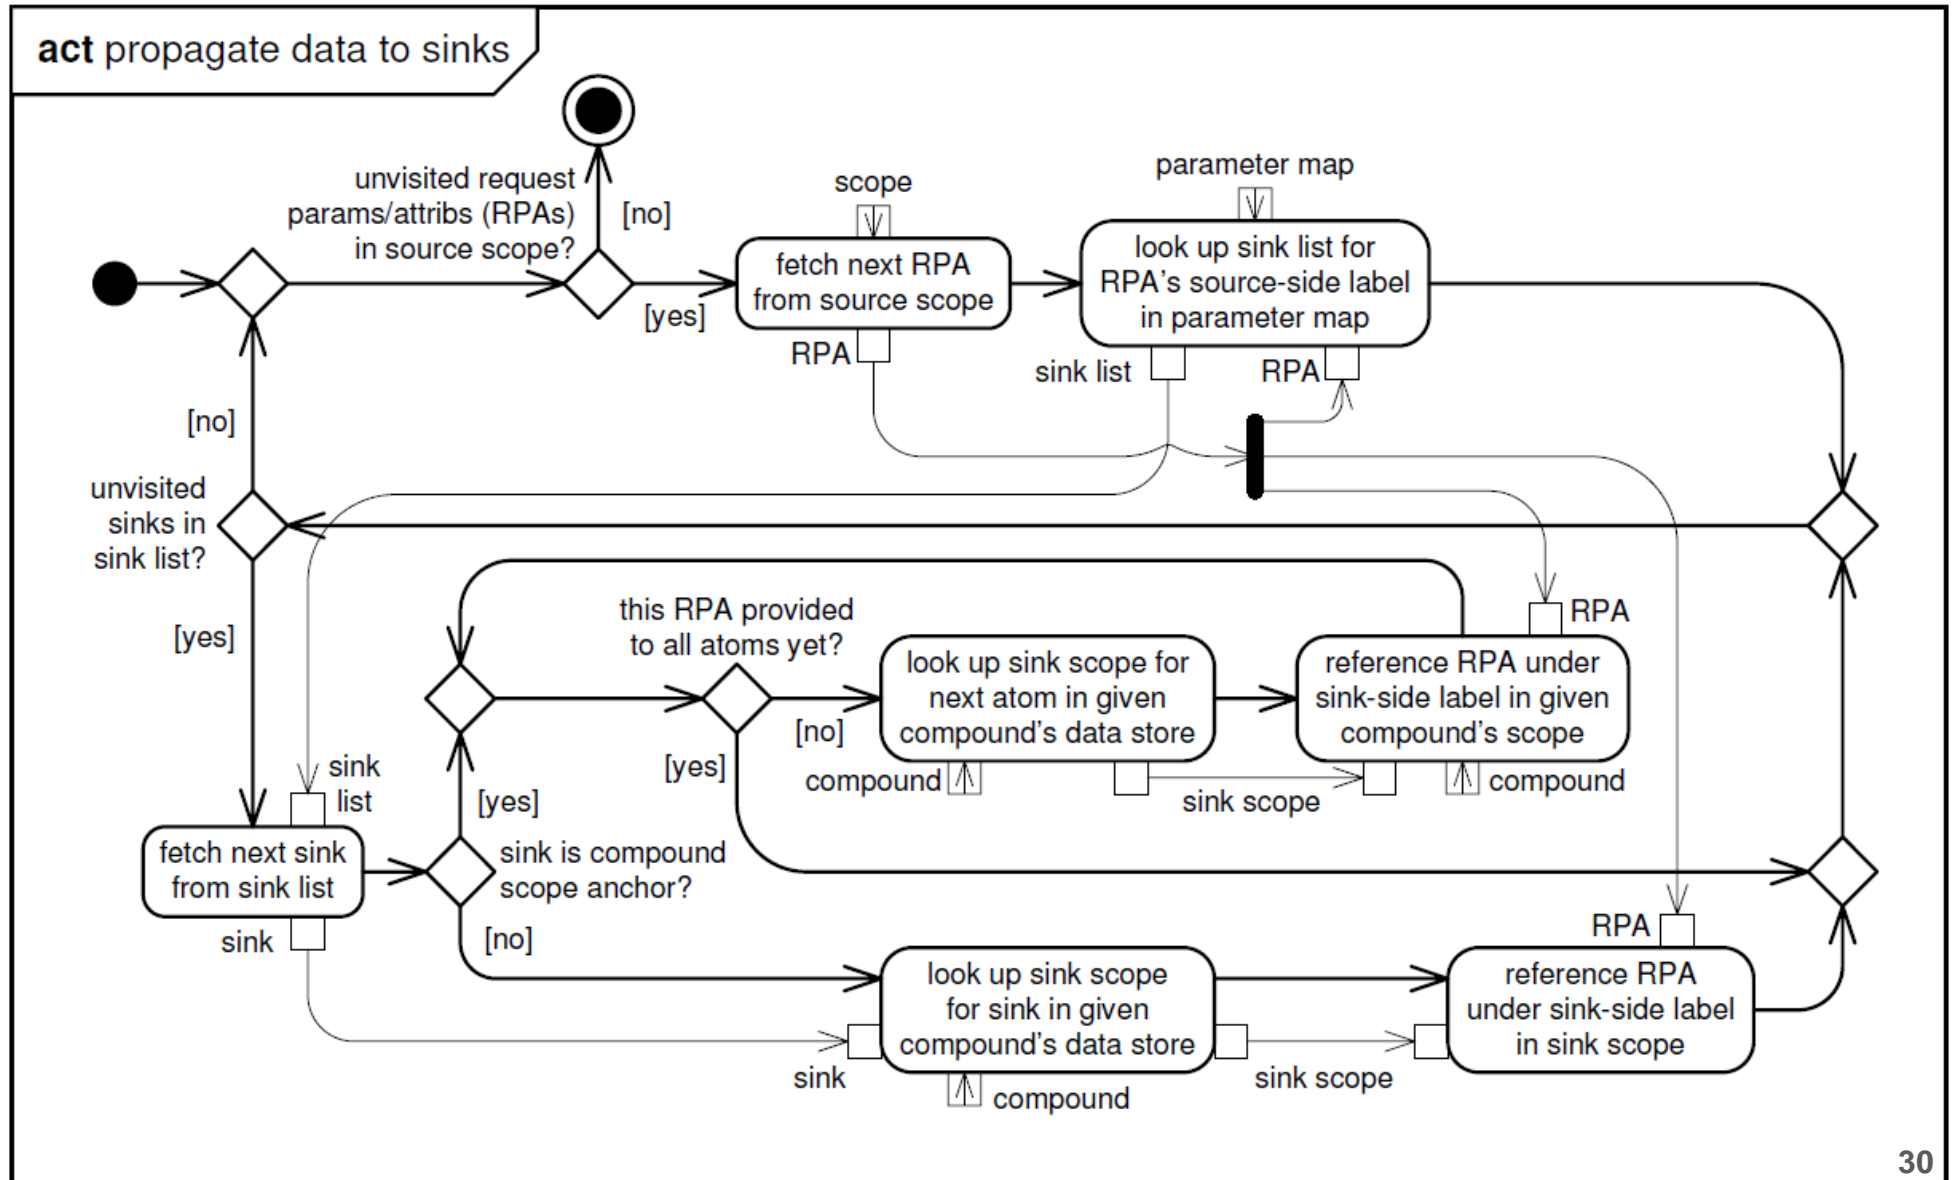 act propagate data to sinks
unvisited request
params/attribs (RPAs)
in source scope?
[no]
[yes]
scope
fetch next RPA
from source scope
RPA
parameter map
look up sink list for
RPA's source-side label
in parameter map
sink list
RPA
[no]
unvisited
sinks in
sink list?
[yes]
this RPA provided
to all atoms yet?
[no]
[yes]
look up sink scope for
next atom in given
compound's data store
compound
sink scope
RPA
reference RPA under
sink-side label in given
compound's scope
compound
sink
list
fetch next sink
from sink list
sink
[yes]
sink is compound
scope anchor?
[no]
look up sink scope
for sink in given
compound's data store
sink
compound
sink scope
RPA
reference RPA
under sink-side label
in sink scope
30